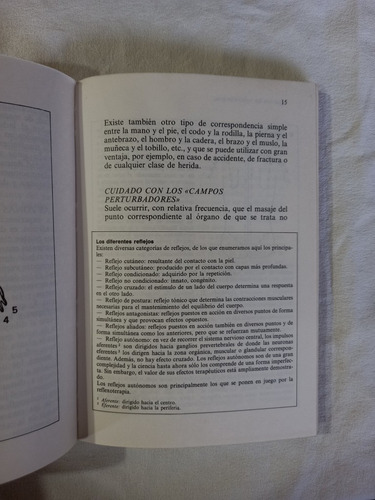 15
Existe también otro tipo de correspondencia simple
entre la mano y el pie, el codo y la rodilla, la pierna y el
antebrazo, el hombro y la cadera, el brazo y el muslo, la
muñeca y el tobillo, etc., y que se puede utilizar con gran
ventaja, por ejemplo, en caso de accidente, de fractura o
de cualquier clase de herida.
CUIDADO CON LOS «CAMPOS
PERTURBADORES»
Suele ocurrir, con relativa frecuencia, que el masaje del
punto correspondiente al órgano de que se trata no
Los diferentes reflejos
Existen diversas categorías de reflejos, de los que enumeramos aquí los principa-
les:
— Reflejo cutáneo: resultante del contacto con la piel.
— Reflejo subcutáneo: producido por el contacto con capas más profundas.
— Reflejo condicionado: adquirido por la repetición.
— Reflejo no condicionado: innato, congénito.
— Reflejo cruzado: el estímulo de un lado del cuerpo determina una respuesta
en el otro lado.
— Reflejo de postura: reflejo tónico que determina las contracciones musculares
necesarias para el mantenimiento del equilibrio del cuerpo.
— Reflejos antagonistas: reflejos puestos en acción en diversos puntos de forma
simultánea y que provocan efectos opuestos.
— Reflejos aliados: reflejos puestos en acción también en diversos puntos y de
forma simultánea como los anteriores, pero que se refuerzan mutuamente.
— Reflejo autónomo: en vez de recorrer el sistema nervioso central, los impulsos
aferentes¹ son dirigidos hacia ganglios prevertebrales de donde las neuronas
eferentes² los dirigen hacia la zona orgánica, muscular o glandular correspon-
diente. Además, no hay efecto cruzado. Los reflejos autónomos son de una gran
complejidad y la ciencia hasta ahora sólo los comprende de una forma imperfec-
ta. Sin embargo, el valor de sus efectos terapéuticos está ampliamente demostra-
do.
Los reflejos autónomos son principalmente los que se ponen en juego por la
reflexoterapia.
¹ Aferente: dirigido hacia el centro.
² Eferente: dirigido hacia la periferia.
5
4